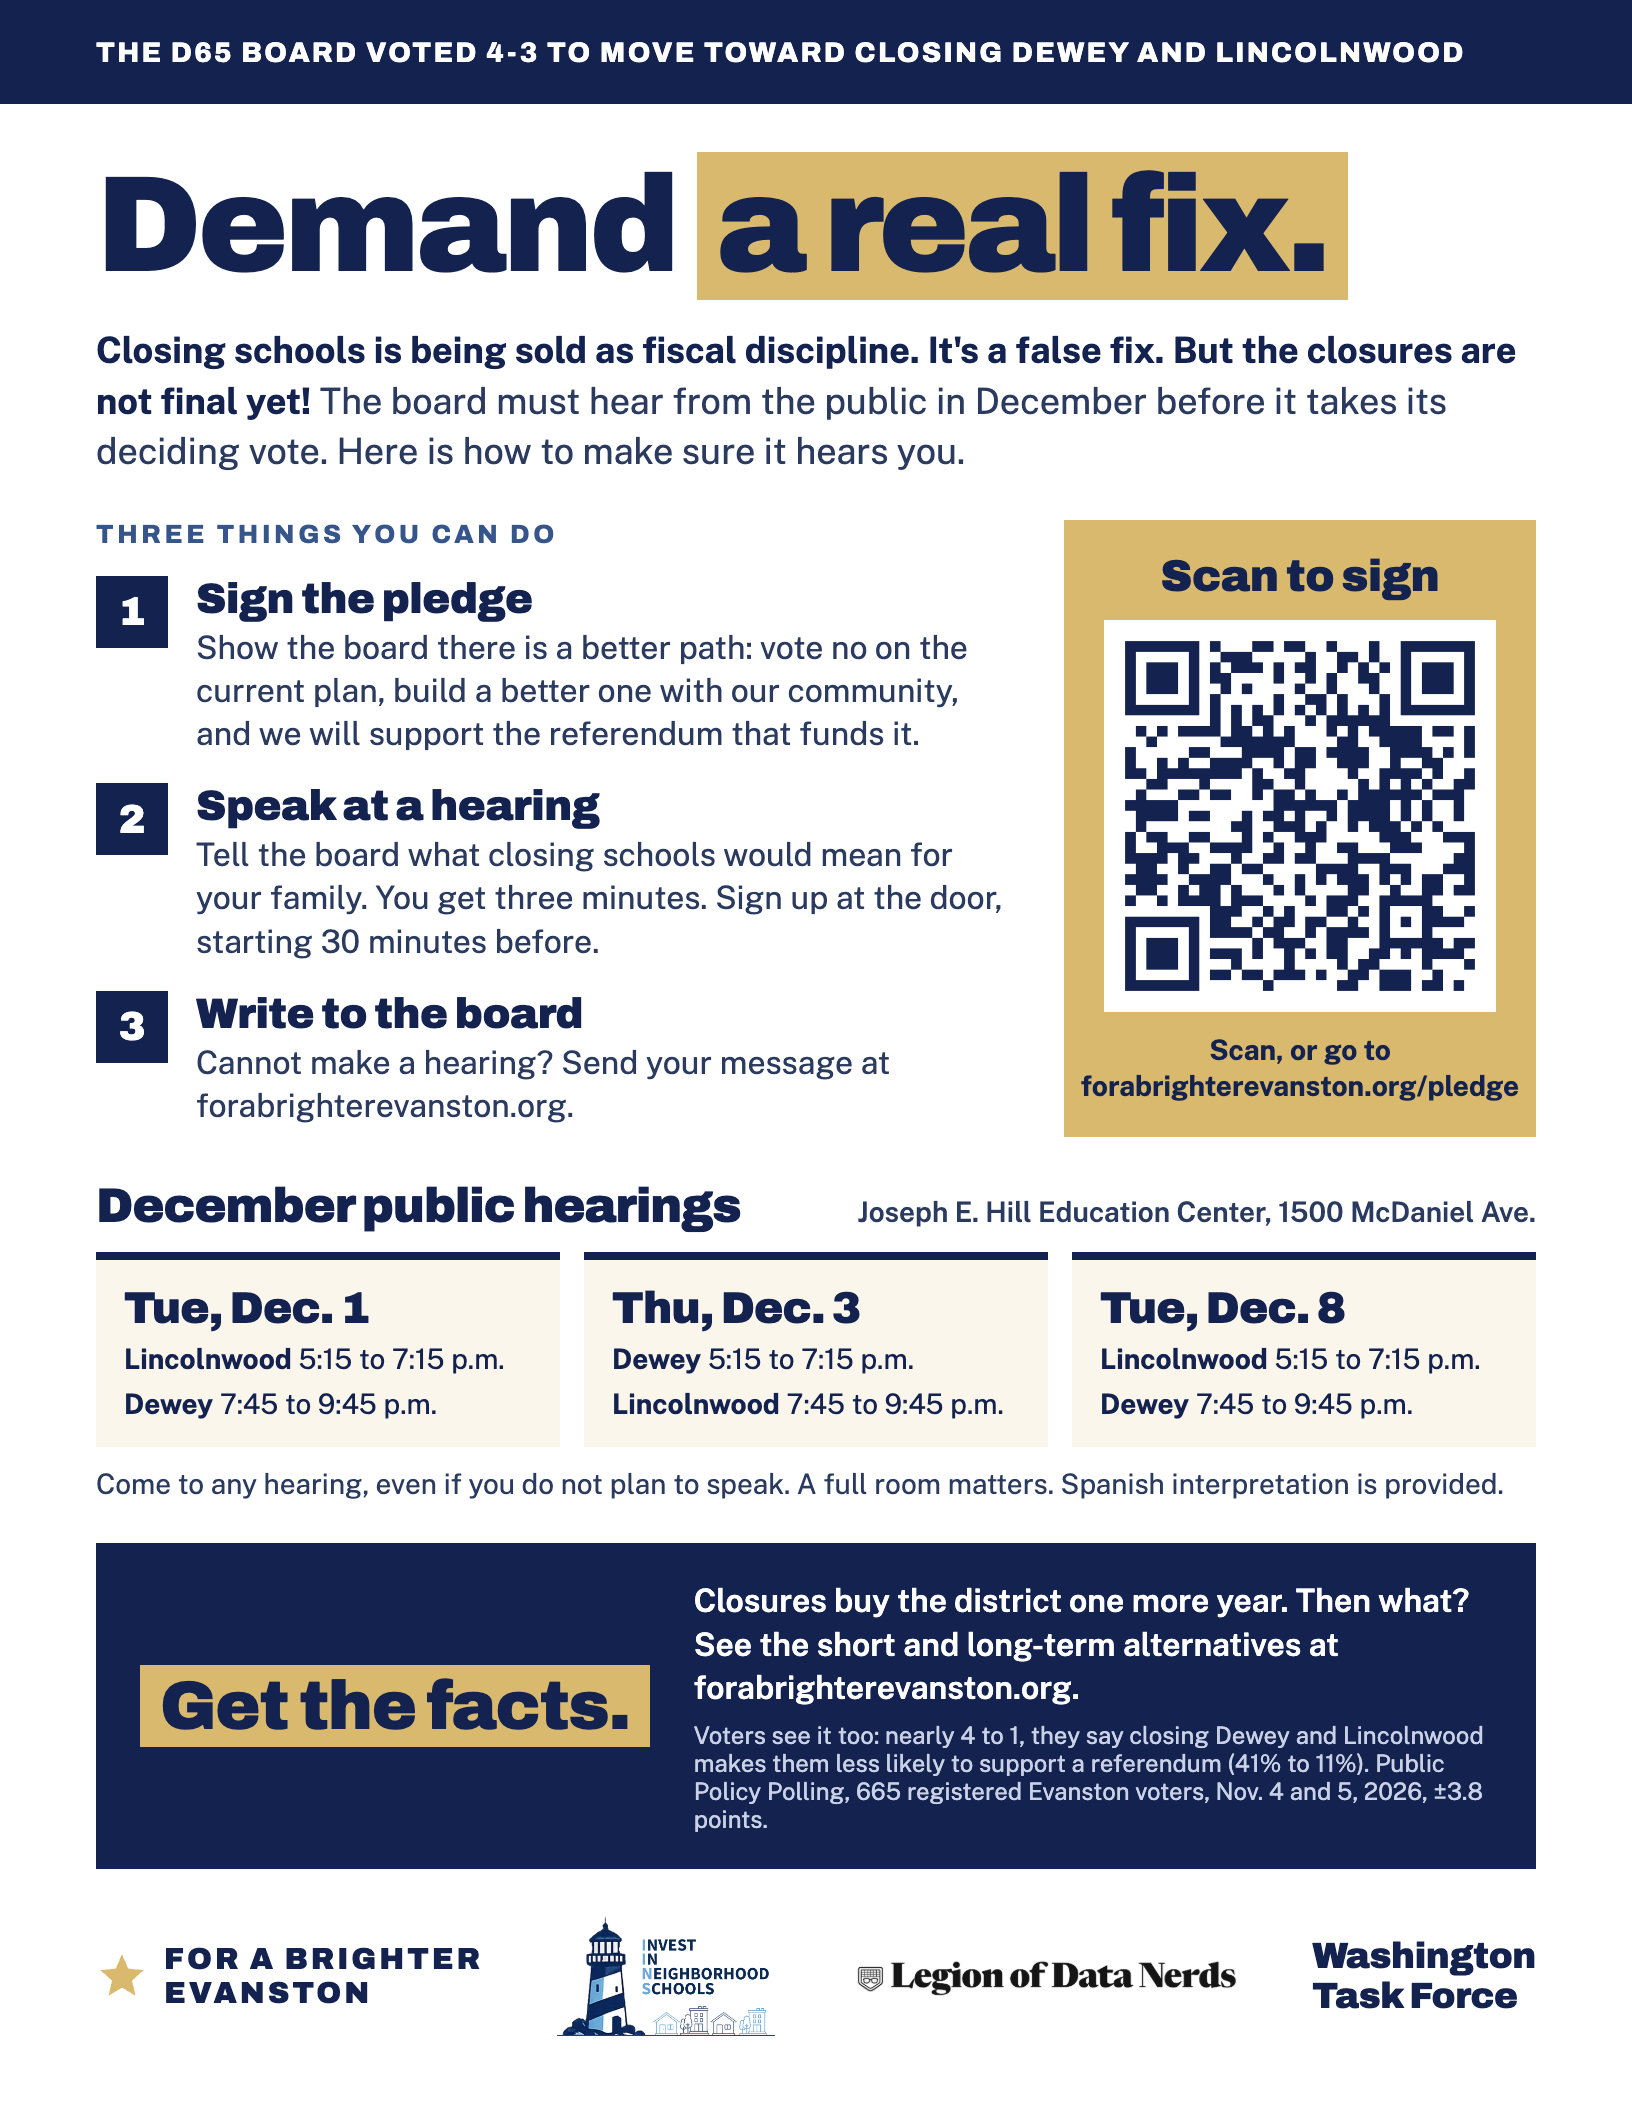 THE D65 BOARD VOTED 4-3 TO MOVE TOWARD CLOSING DEWEY AND LINCOLNWOOD
Demand a real fix.
Closing schools is being sold as fiscal discipline. It's a false fix. But the closures are
not final yet! The board must hear from the public in December before it takes its
deciding vote. Here is how to make sure it hears you.
THREE THINGS YOU CAN DO
1
Sign the pledge
Show the board there is a better path: vote no on the
current plan, build a better one with our community,
and we will support the referendum that funds it.
2
Speak at a hearing
Tell the board what closing schools would mean for
your family. You get three minutes. Sign up at the door,
starting 30 minutes before.
3
Write to the board
Cannot make a hearing? Send your message at
forabrighterevanston.org.
Scan to sign
Scan, or go to
forabrighterevanston.org/pledge
December public hearings
Joseph E. Hill Education Center, 1500 McDaniel Ave.
Tue, Dec. 1
Lincolnwood 5:15 to 7:15 p.m.
Dewey 7:45 to 9:45 p.m.
Thu, Dec. 3
Dewey 5:15 to 7:15 p.m.
Lincolnwood 7:45 to 9:45 p.m.
Tue, Dec. 8
Lincolnwood 5:15 to 7:15 p.m.
Dewey 7:45 to 9:45 p.m.
Come to any hearing, even if you do not plan to speak. A full room matters. Spanish interpretation is provided.
Get the facts.
Closures buy the district one more year. Then what?
See the short and long-term alternatives at
forabrighterevanston.org.
Voters see it too: nearly 4 to 1, they say closing Dewey and Lincolnwood
makes them less likely to support a referendum (41% to 11%). Public
Policy Polling, 665 registered Evanston voters, Nov. 4 and 5, 2026, ±3.8
points.
FOR A BRIGHTER
EVANSTON
INVEST
IN
NEIGHBORHOOD
SCHOOLS
Legion of Data Nerds
Washington
Task Force